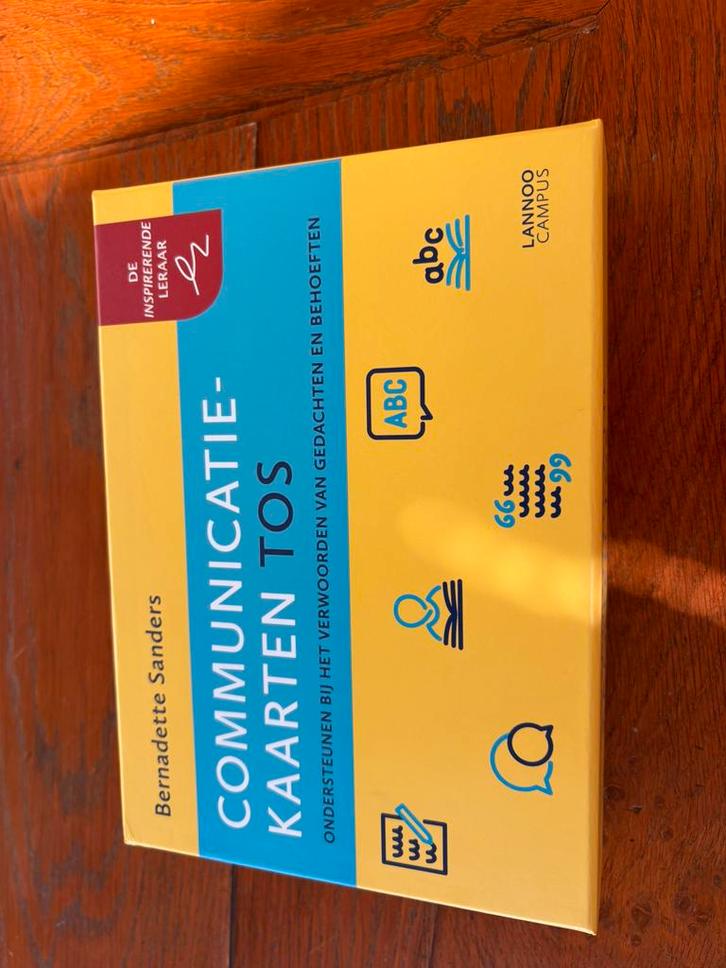 Bernadette Sanders
DE
INSPIRERENDE
LERAAR
COMMUNICATIE-
KAARTEN TOS
ONDERSTEUNEN BIJ HET VERWOORDEN VAN GEDACHTEN EN BEHOEFTEN
ABC
abc
LANNOO
CAMPUS